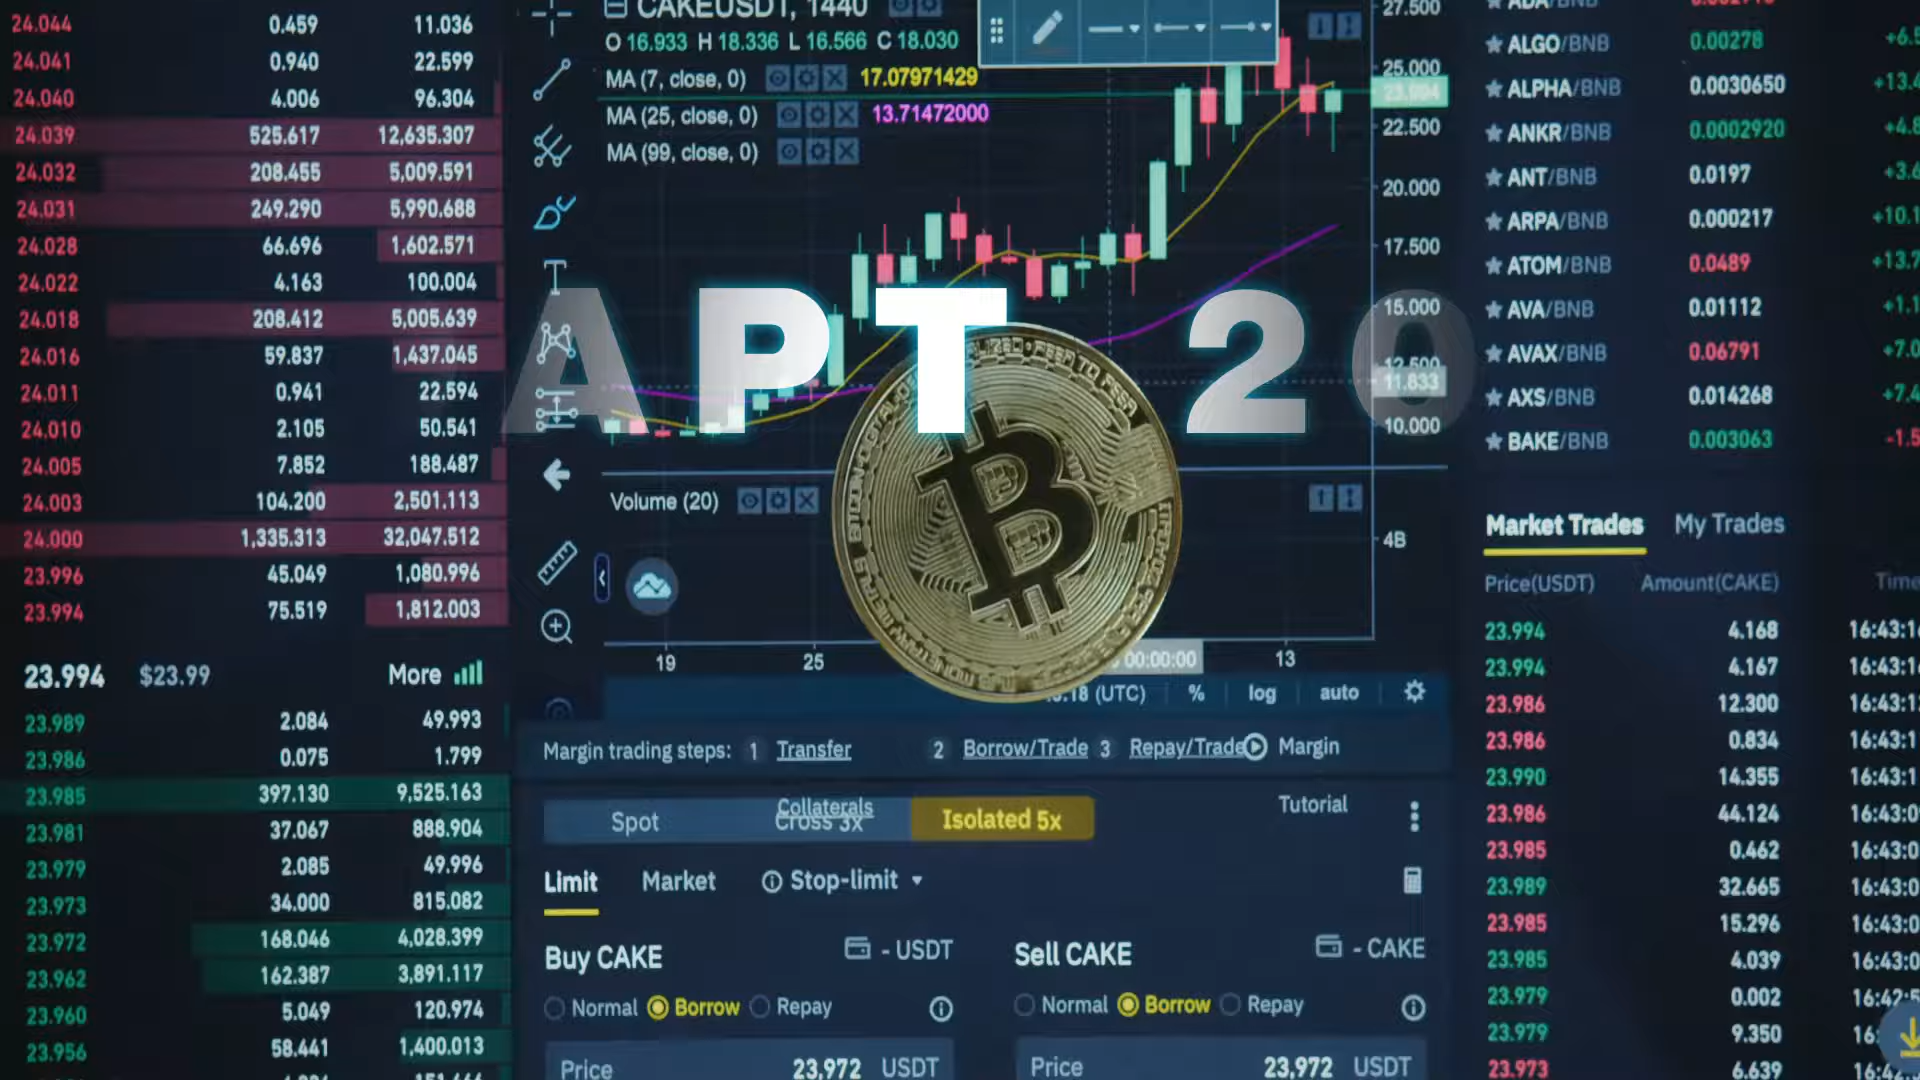 CAKEUSDT, 1440
O 16.933 H 18.336 L 16.566 C 18.030
MA (7, close, 0) 17.07971429
MA (25, close, 0) 13.71472000
MA (99, close, 0)
APT 20
24.044 0.459 11.036
24.041 0.940 22.599
24.040 4.006 96.304
24.039 525.617 12,635.307
24.032 208.455 5,009.591
24.031 249.290 5,990.688
24.028 66.696 1,602.571
24.022 4.163 100.004
24.018 208.412 5,005.639
24.016 59.837 1,437.045
24.011 0.941 22.594
24.010 2.105 50.541
24.005 7.852 188.487
24.003 104.200 2,501.113
24.000 1,335.313 32,047.512
23.996 45.049 1,080.996
23.994 75.519 1,812.003
23.994 $23.99 More
23.989 2.084 49.993
23.986 0.075 1.799
23.985 397.130 9,525.163
23.981 37.067 888.904
23.979 2.085 49.996
23.973 34.000 815.082
23.972 168.046 4,028.399
23.962 162.387 3,891.117
23.960 5.049 120.974
23.956 58.441 1,400.013
27.500
25.000
23.994
22.500
20.000
17.500
15.000
12.500
11.833
10.000
Volume (20)
4B
19 25 00:00:00 13
(UTC) % log auto
Margin trading steps: 1 Transfer 2 Borrow/Trade 3 Repay/Trade Margin
Collaterals
Tutorial
Spot Cross 3x Isolated 5x
Limit Market Stop-limit
Buy CAKE - USDT
Normal Borrow Repay
Price 23,972 USDT
Sell CAKE - CAKE
Normal Borrow Repay
Price 23,972 USDT
ADA/BNB
ALGO/BNB 0.00278
ALPHA/BNB 0.0030650
ANKR/BNB 0.0002920
ANT/BNB 0.0197
ARPA/BNB 0.000217
ATOM/BNB 0.0489
AVA/BNB 0.01112
AVAX/BNB 0.06791
AXS/BNB 0.014268
BAKE/BNB 0.003063
Market Trades My Trades
Price(USDT) Amount(CAKE) Time
23.994 4.168
23.994 4.167
23.986 12.300
23.986 0.834
23.990 14.355
23.986 44.124
23.985 0.462
23.989 32.665
23.985 15.296
23.985 4.039
23.979 0.002
23.979 9.350
23.973 6.639